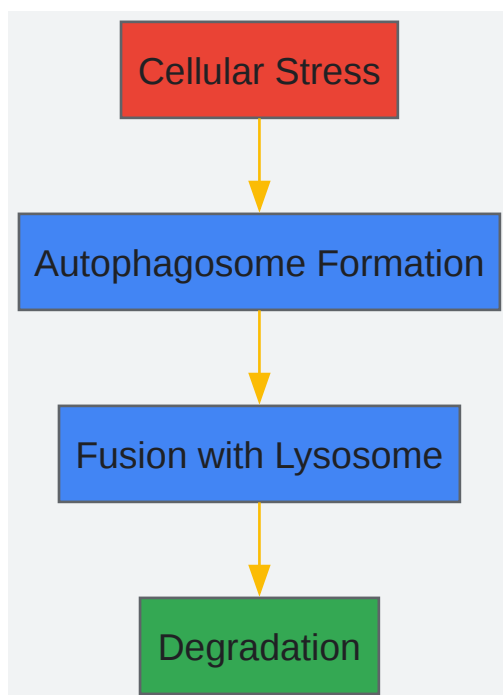 Cellular Stress
Autophagosome Formation
Fusion with Lysosome
Degradation